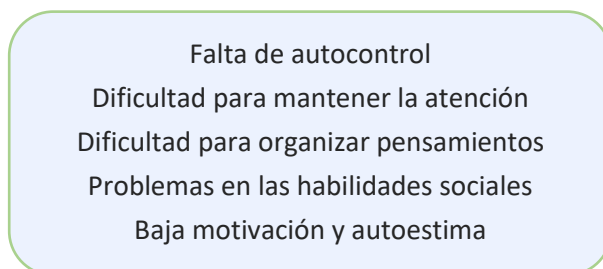 Falta de autocontrol
Dificultad para mantener la atención
Dificultad para organizar pensamientos
Problemas en las habilidades sociales
Baja motivación y autoestima